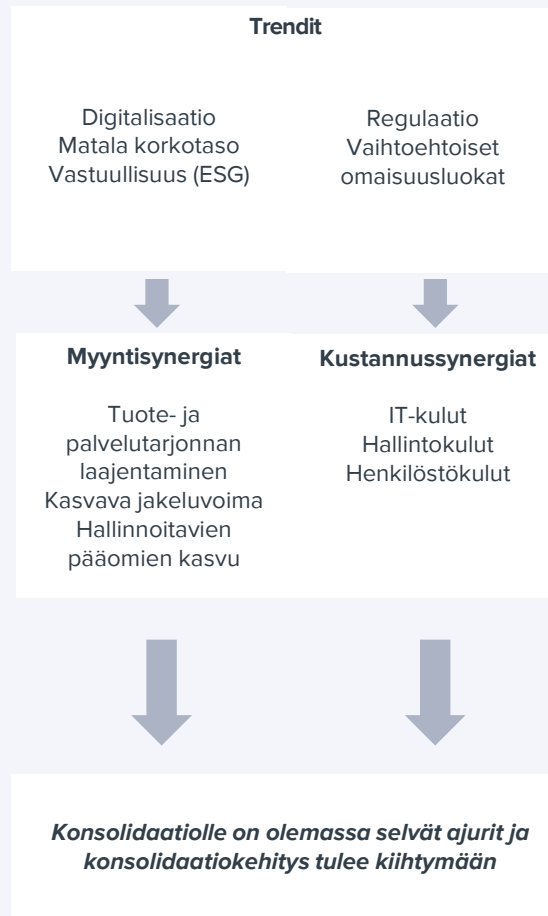 Trendit
Digitalisaatio
Matala korkotaso
Vastuullisuus (ESG)
Regulaatio
Vaihtoehtoiset
omaisuusluokat
Myyntisynergiat
Tuote- ja
palvelutarjonnan
laajentaminen
Kasvava jakeluvoima
Hallinnoitavien
pääomien kasvu
Kustannussynergiat
IT-kulut
Hallintokulut
Henkilöstökulut
Konsolidaatiolle on olemassa selvät ajurit ja
konsolidaatiokehitys tulee kiihtymään